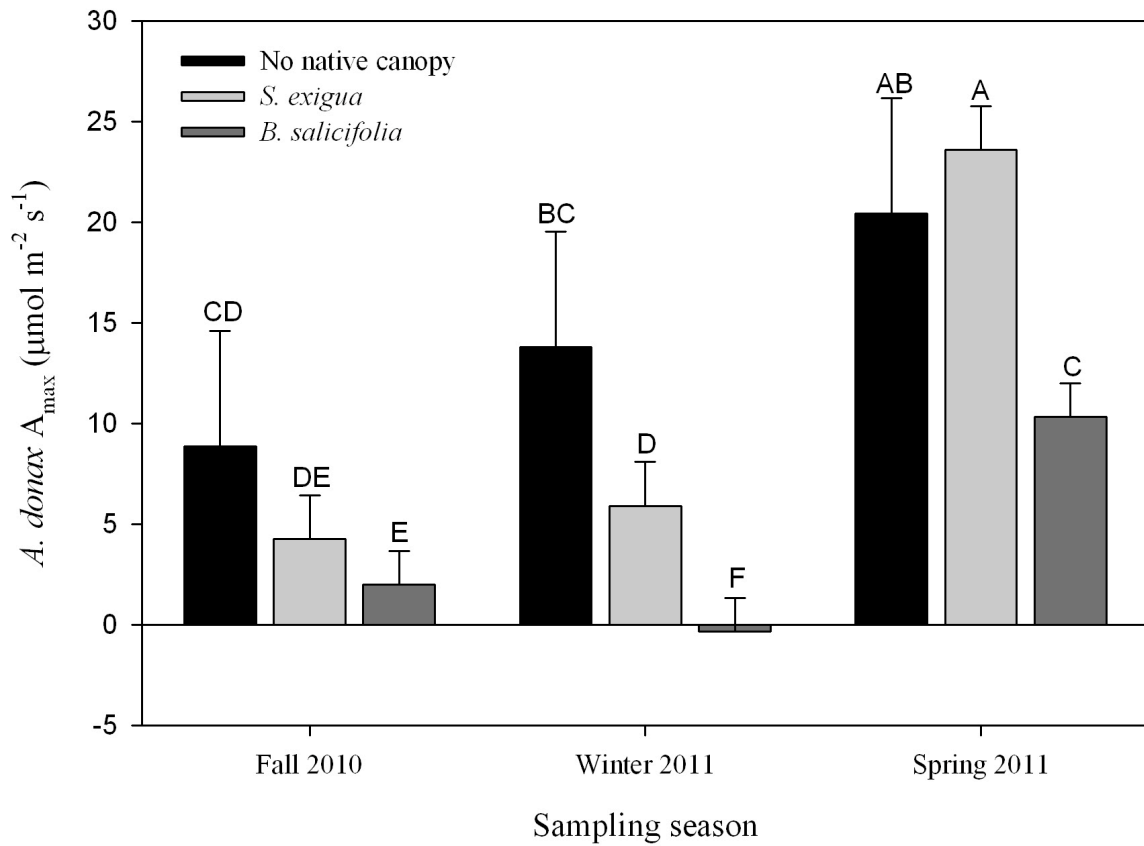 30
25
20
15
10
5
0
-5
A. donax Amax (µmol m-2 s-1)
No native canopy
S. exigua
B. salicifolia
CD
DE
E
BC
D
F
AB
A
C
Fall 2010
Winter 2011
Spring 2011
Sampling season